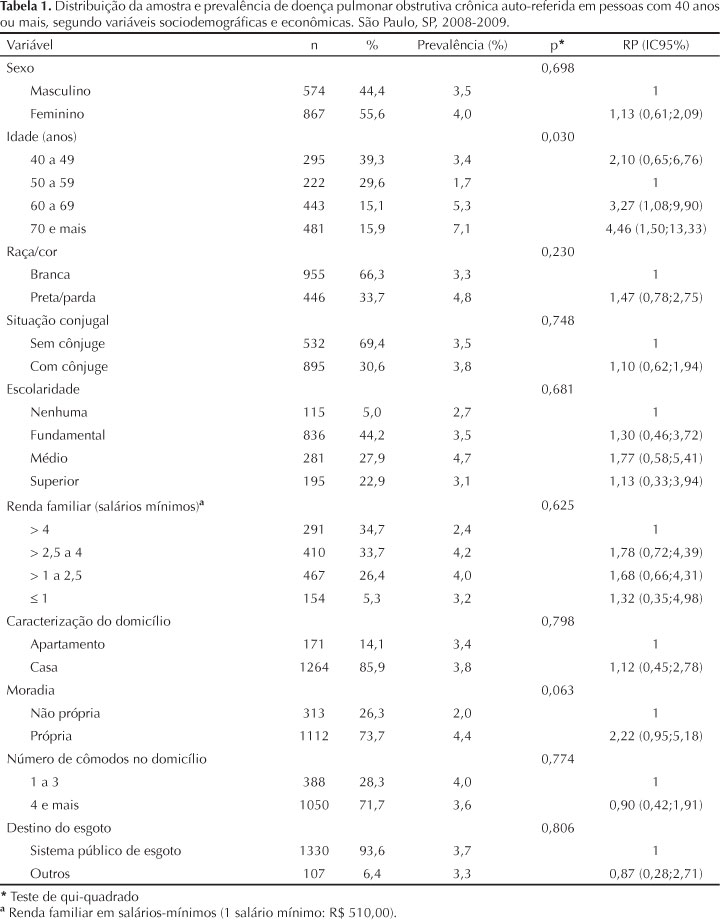 Tabela 1. Distribuição da amostra e prevalência de doença pulmonar obstrutiva crônica auto-referida em pessoas com 40 anos
ou mais, segundo variáveis sociodemográficas e econômicas. São Paulo, SP, 2008-2009.
Variável n % Prevalência (%) p* RP (IC95%)
Sexo 0,698
Masculino 574 44,4 3,5 1
Feminino 867 55,6 4,0 1,13 (0,61;2,09)
Idade (anos) 0,030
40 a 49 295 39,3 3,4 2,10 (0,65;6,76)
50 a 59 222 29,6 1,7 1
60 a 69 443 15,1 5,3 3,27 (1,08;9,90)
70 e mais 481 15,9 7,1 4,46 (1,50;13,33)
Raça/cor 0,230
Branca 955 66,3 3,3 1
Preta/parda 446 33,7 4,8 1,47 (0,78;2,75)
Situação conjugal 0,748
Sem cônjuge 532 69,4 3,5 1
Com cônjuge 895 30,6 3,8 1,10 (0,62;1,94)
Escolaridade 0,681
Nenhuma 115 5,0 2,7 1
Fundamental 836 44,2 3,5 1,30 (0,46;3,72)
Médio 281 27,9 4,7 1,77 (0,58;5,41)
Superior 195 22,9 3,1 1,13 (0,33;3,94)
Renda familiar (salários mínimos)a 0,625
> 4 291 34,7 2,4 1
> 2,5 a 4 410 33,7 4,2 1,78 (0,72;4,39)
> 1 a 2,5 467 26,4 4,0 1,68 (0,66;4,31)
≤ 1 154 5,3 3,2 1,32 (0,35;4,98)
Caracterização do domicílio 0,798
Apartamento 171 14,1 3,4 1
Casa 1264 85,9 3,8 1,12 (0,45;2,78)
Moradia 0,063
Não própria 313 26,3 2,0 1
Própria 1112 73,7 4,4 2,22 (0,95;5,18)
Número de cômodos no domicílio 0,774
1 a 3 388 28,3 4,0 1
4 e mais 1050 71,7 3,6 0,90 (0,42;1,91)
Destino do esgoto 0,806
Sistema público de esgoto 1330 93,6 3,7 1
Outros 107 6,4 3,3 0,87 (0,28;2,71)
* Teste de qui-quadrado
a Renda familiar em salários-mínimos (1 salário mínimo: R$ 510,00).